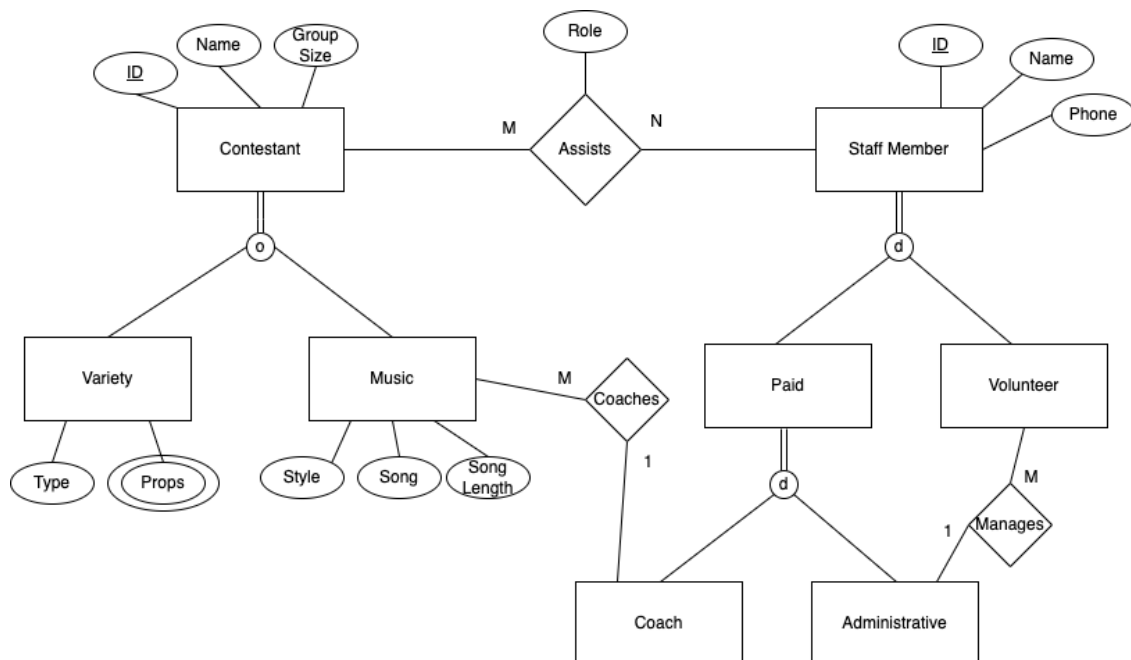 Role
Name
Group
Size
ID
ID
Name
Phone
Contestant
M
Assists
N
Staff Member
o
d
Variety
Music
M
Coaches
Paid
Volunteer
Type
Props
Style
Song
Song
Length
1
d
M
1
Manages
Coach
Administrative